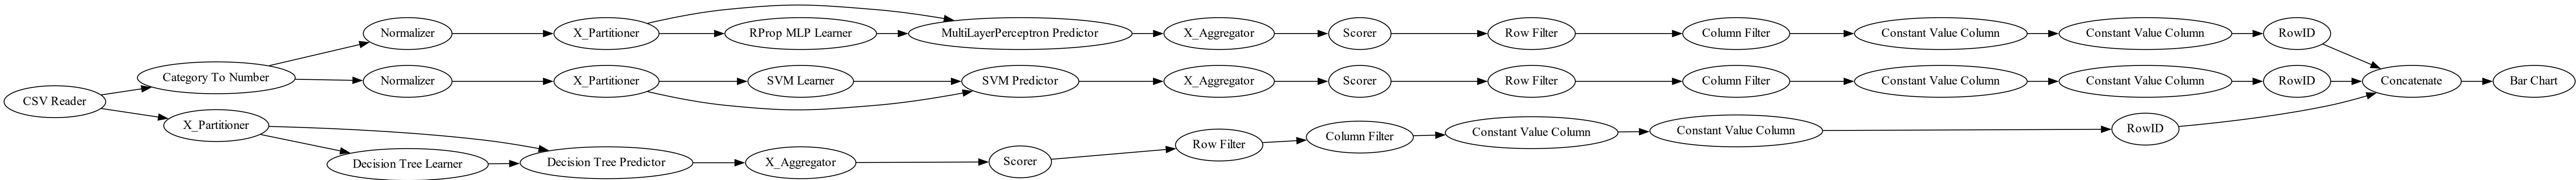 CSV Reader
Category To Number
Normalizer
X_Partitioner
RProp MLP Learner
MultiLayerPerceptron Predictor
X_Aggregator
Scorer
Row Filter
Column Filter
Constant Value Column
Constant Value Column
RowID
Normalizer
X_Partitioner
SVM Learner
SVM Predictor
X_Aggregator
Scorer
Row Filter
Column Filter
Constant Value Column
Constant Value Column
RowID
Concatenate
Bar Chart
X_Partitioner
Decision Tree Learner
Decision Tree Predictor
X_Aggregator
Scorer
Row Filter
Column Filter
Constant Value Column
Constant Value Column
RowID